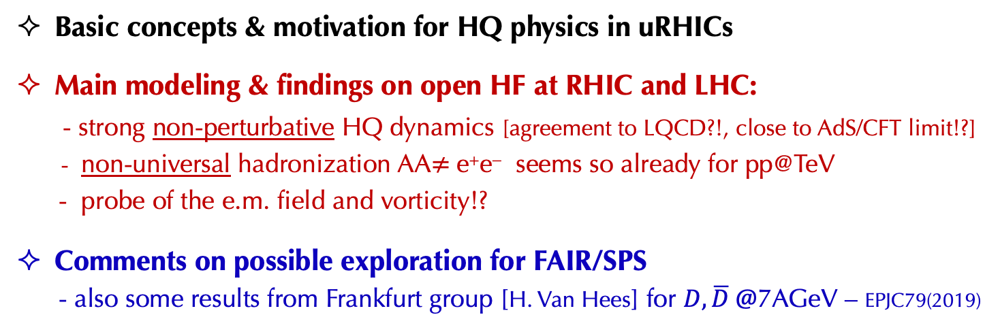 ✧ Basic concepts & motivation for HQ physics in uRHICs
✧ Main modeling & findings on open HF at RHIC and LHC:
- strong non-perturbative HQ dynamics [agreement to LQCD?!, close to AdS/CFT limit!?]
- non-universal hadronization AA≠ e⁺e⁻ seems so already for pp@TeV
- probe of the e.m. field and vorticity!?
✧ Comments on possible exploration for FAIR/SPS
- also some results from Frankfurt group [H. Van Hees] for D, D̅ @7AGeV – EPJC79(2019)